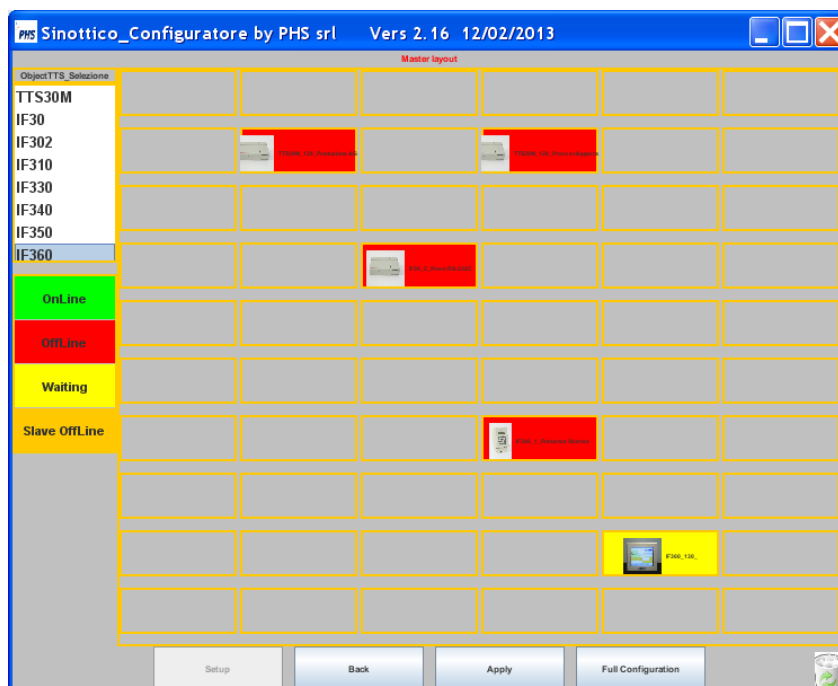 PHS Sinottico_Configuratore by PHS srl Vers 2.16 12/02/2013
Master layout
ObjectTTS_Selezione
TTS30M
IF30
IF302
IF310
IF330
IF340
IF350
IF360
OnLine
OffLine
Waiting
Slave OffLine
IF360_130_
Setup
Back
Apply
Full Configuration